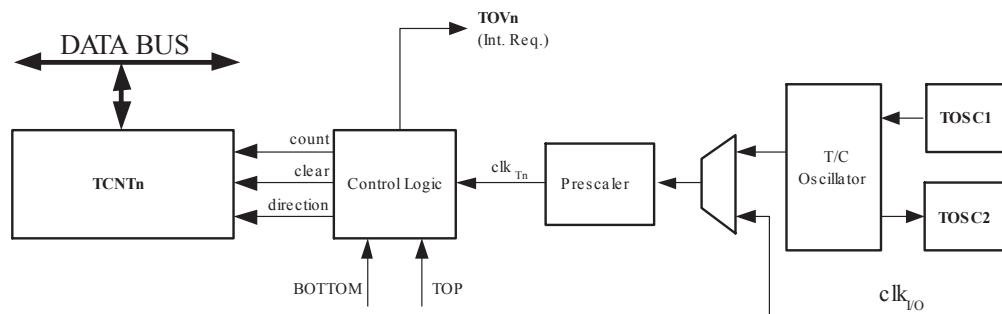 TOVn
(Int. Req.)
DATA BUS
TCNTn
count
clear
direction
Control Logic
clk Tn
Prescaler
T/C
Oscillator
TOSC1
TOSC2
BOTTOM
TOP
clk I/O